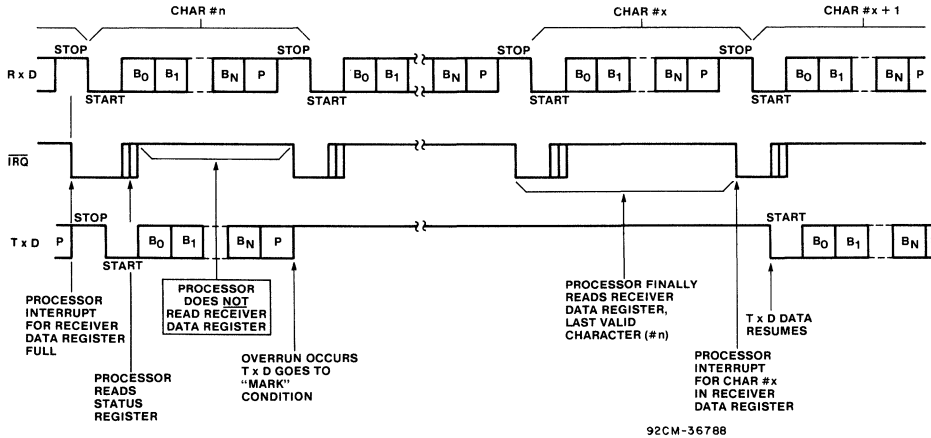 CHAR #n CHAR #x CHAR #x + 1
STOP STOP STOP STOP
R x D B0 B1 BN P B0 B1 BN P B0 B1 BN P B0 B1 BN P
START START START START
IRQ
STOP START
T x D P B0 B1 BN P B0 B1 BN
START
PROCESSOR
INTERRUPT
FOR RECEIVER
DATA REGISTER
FULL
PROCESSOR
READS
STATUS
REGISTER
PROCESSOR
DOES NOT
READ RECEIVER
DATA REGISTER
OVERRUN OCCURS
T x D GOES TO
"MARK"
CONDITION
PROCESSOR FINALLY
READS RECEIVER
DATA REGISTER,
LAST VALID
CHARACTER (#n)
PROCESSOR
INTERRUPT
FOR CHAR #x
IN RECEIVER
DATA REGISTER
T x D DATA
RESUMES
92CM-36788